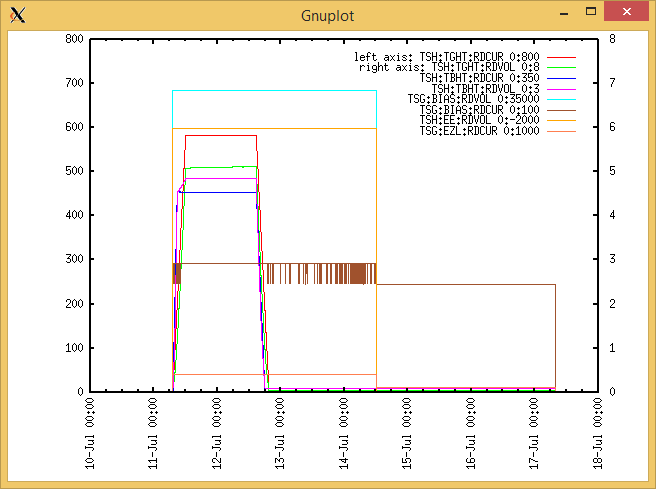 Gnuplot
left axis: TSH:TGHT:RDCUR 0:800
right axis: TSH:TGHT:RDVOL 0:8
TSH:TBHT:RDCUR 0:350
TSH:TBHT:RDVOL 0:3
TSG:BIAS:RDVOL 0:35000
TSG:BIAS:RDCUR 0:100
TSH:EE:RDVOL 0:-2000
TSG:EZL:RDCUR 0:1000
800
700
600
500
400
300
200
100
0
8
7
6
5
4
3
2
1
0
10-Jul 00:00
11-Jul 00:00
12-Jul 00:00
13-Jul 00:00
14-Jul 00:00
15-Jul 00:00
16-Jul 00:00
17-Jul 00:00
18-Jul 00:00